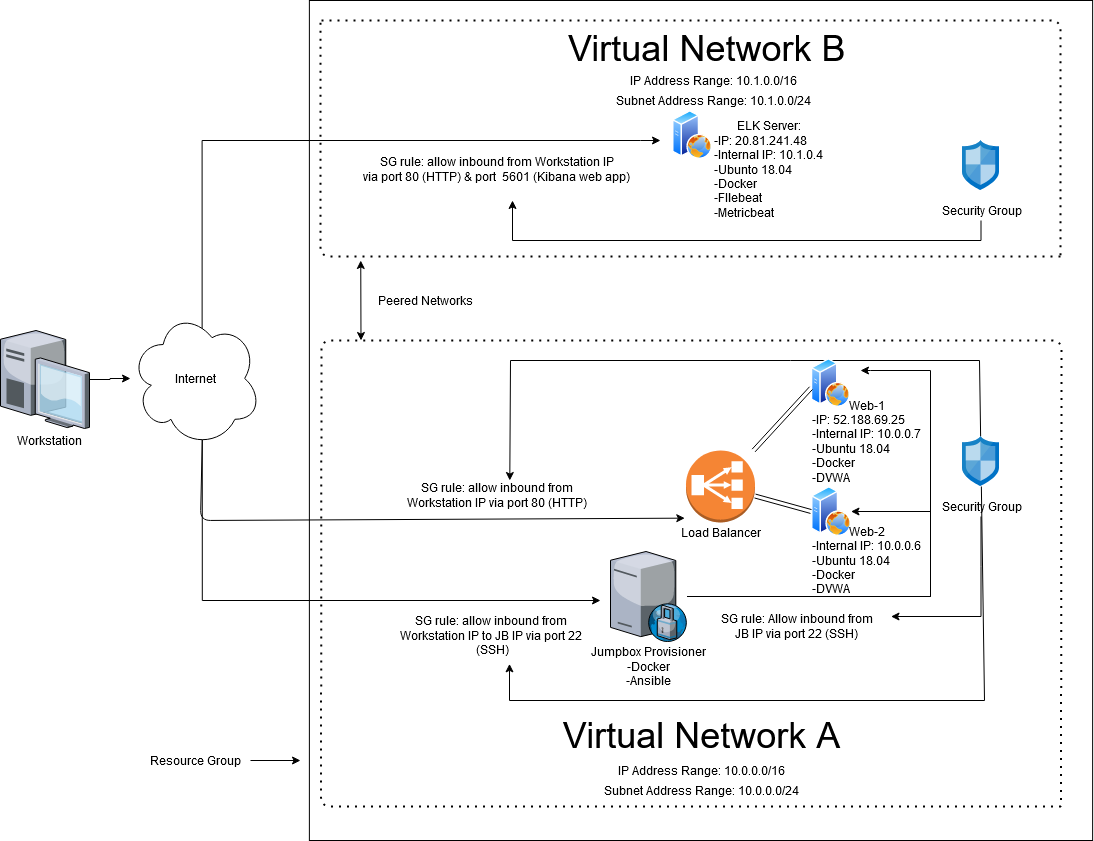 Virtual Network B
IP Address Range: 10.1.0.0/16
Subnet Address Range: 10.1.0.0/24
ELK Server:
-IP: 20.81.241.48
-Internal IP: 10.1.0.4
-Ubunto 18.04
-Docker
-FIlebeat
-Metricbeat
SG rule: allow inbound from Workstation IP
via port 80 (HTTP) & port 5601 (Kibana web app)
Security Group
Peered Networks
Workstation
Internet
Web-1
-IP: 52.188.69.25
-Internal IP: 10.0.0.7
-Ubuntu 18.04
-Docker
-DVWA
SG rule: allow inbound from
Workstation IP via port 80 (HTTP)
Load Balancer
Web-2
-Internal IP: 10.0.0.6
-Ubuntu 18.04
-Docker
-DVWA
Security Group
SG rule: allow inbound from
Workstation IP to JB IP via port 22
(SSH)
Jumpbox Provisioner
-Docker
-Ansible
SG rule: Allow inbound from
JB IP via port 22 (SSH)
Virtual Network A
IP Address Range: 10.0.0.0/16
Subnet Address Range: 10.0.0.0/24
Resource Group